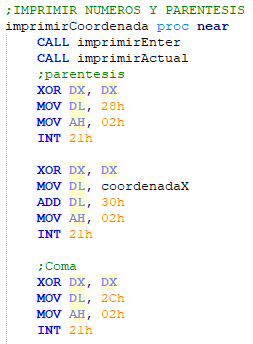 ;IMPRIMIR NUMEROS Y PARENTESIS
imprimirCoordenada proc near
CALL imprimirEnter
CALL imprimirActual
;parentesis
XOR DX, DX
MOV DL, 28h
MOV AH, 02h
INT 21h
XOR DX, DX
MOV DL, coordenadaX
ADD DL, 30h
MOV AH, 02h
INT 21h
;Coma
XOR DX, DX
MOV DL, 2Ch
MOV AH, 02h
INT 21h